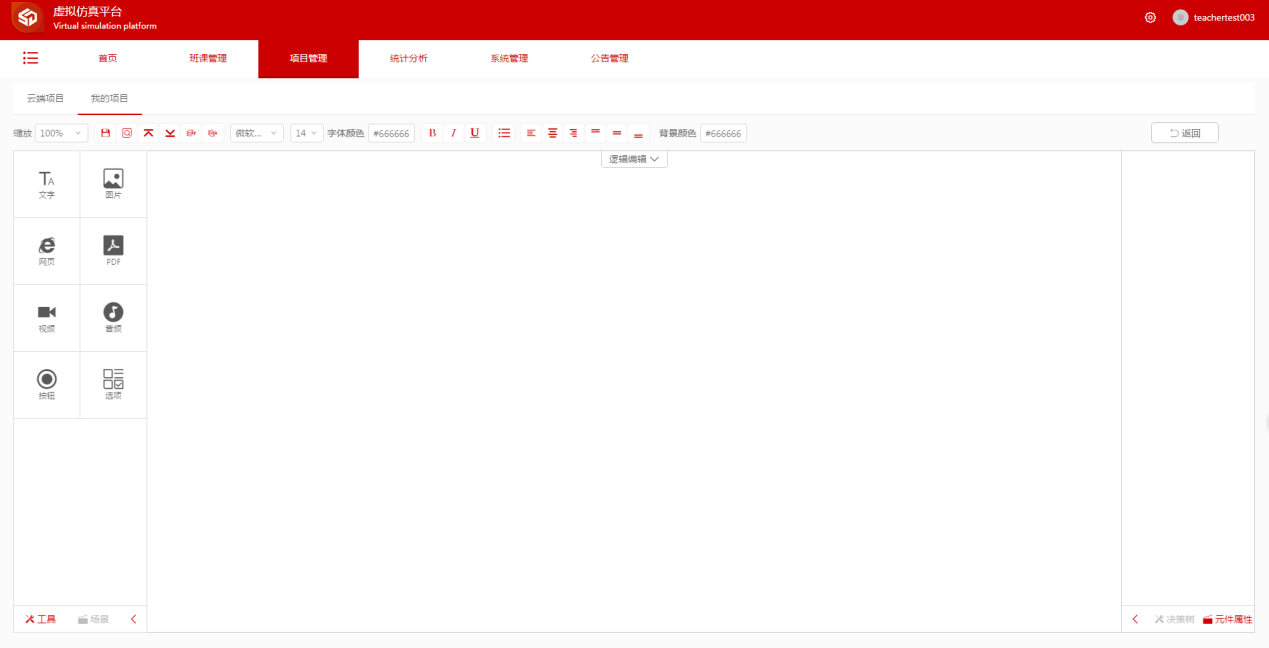 虚拟仿真平台
Virtual simulation platform
teachertest003
首页 班课管理 项目管理 统计分析 系统管理 公告管理
云端项目 我的项目
缩放 100% 微软... 14 字体颜色 #666666 B I U 背景颜色 #666666 返回
逻辑编辑
文字 图片
网页 PDF
视频 音频
按钮 选项
工具 场景 决策树 元件属性